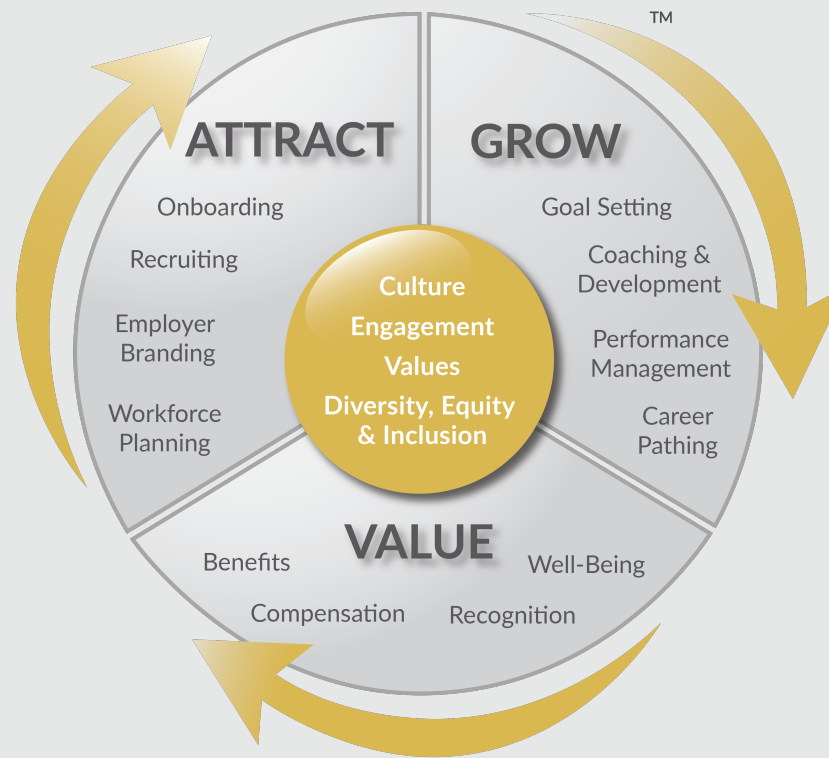 TM
ATTRACT
Onboarding
Recruiting
Employer
Branding
Workforce
Planning
GROW
Goal Setting
Coaching &
Development
Performance
Management
Career
Pathing
Culture
Engagement
Values
Diversity, Equity
& Inclusion
VALUE
Benefits
Well-Being
Compensation
Recognition